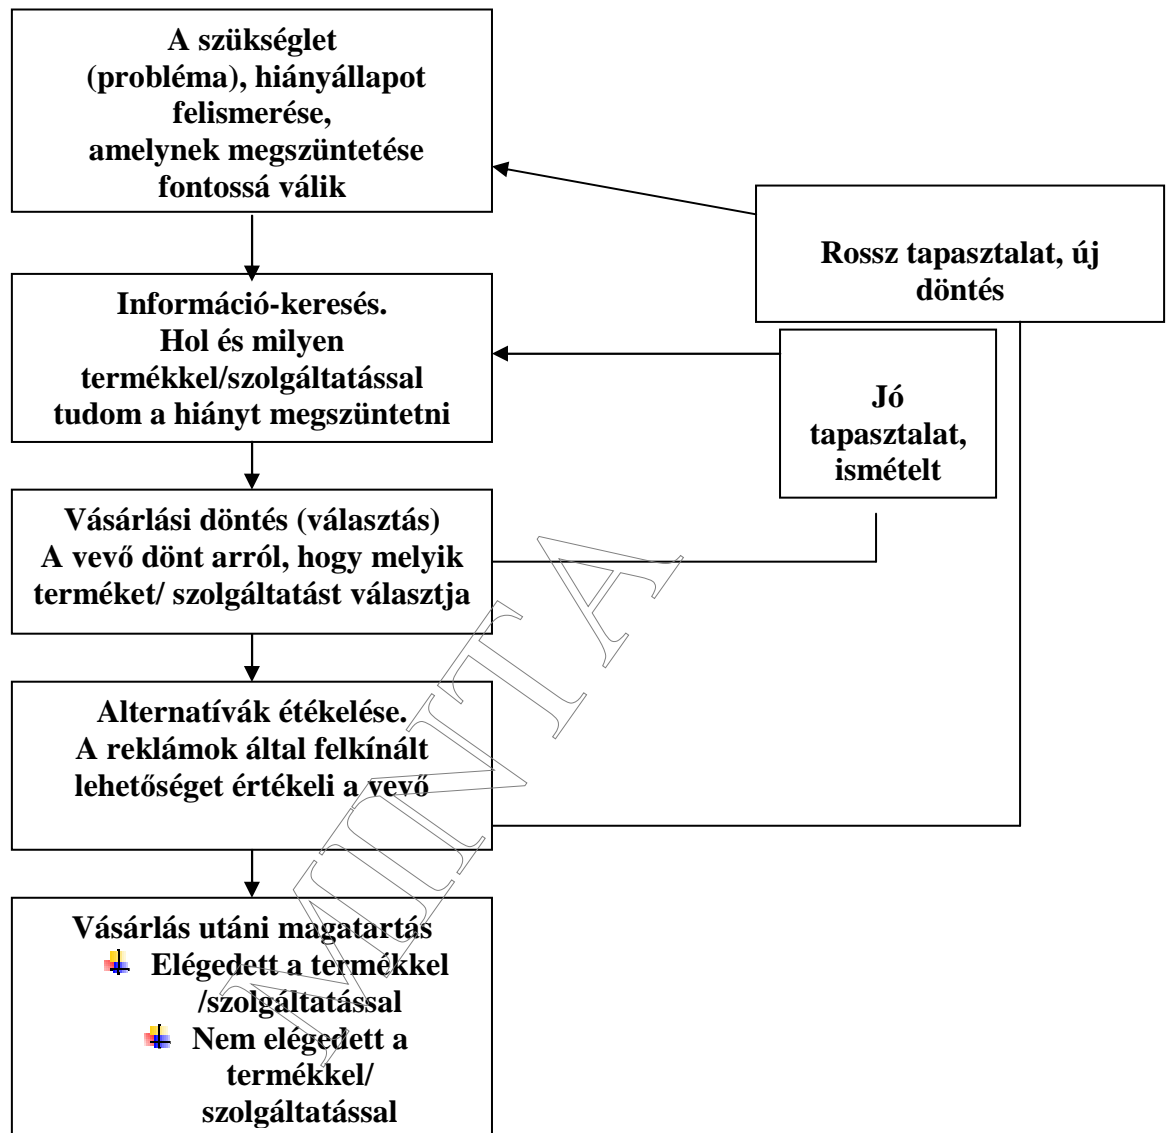 A szükséglet
(probléma), hiányállapot
felismerése,
amelynek megszüntetése
fontossá válik
Rossz tapasztalat, új
döntés
Információ-keresés.
Hol és milyen
termékkel/szolgáltatással
tudom a hiányt megszüntetni
Jó
tapasztalat,
ismételt
Vásárlási döntés (választás)
A vevő dönt arról, hogy melyik
terméket/ szolgáltatást választja
Alternatívák étékelése.
A reklámok által felkínált
lehetőséget értékeli a vevő
Vásárlás utáni magatartás
Elégedett a termékkel
/szolgáltatással
Nem elégedett a
termékkel/
szolgáltatással
MINTA